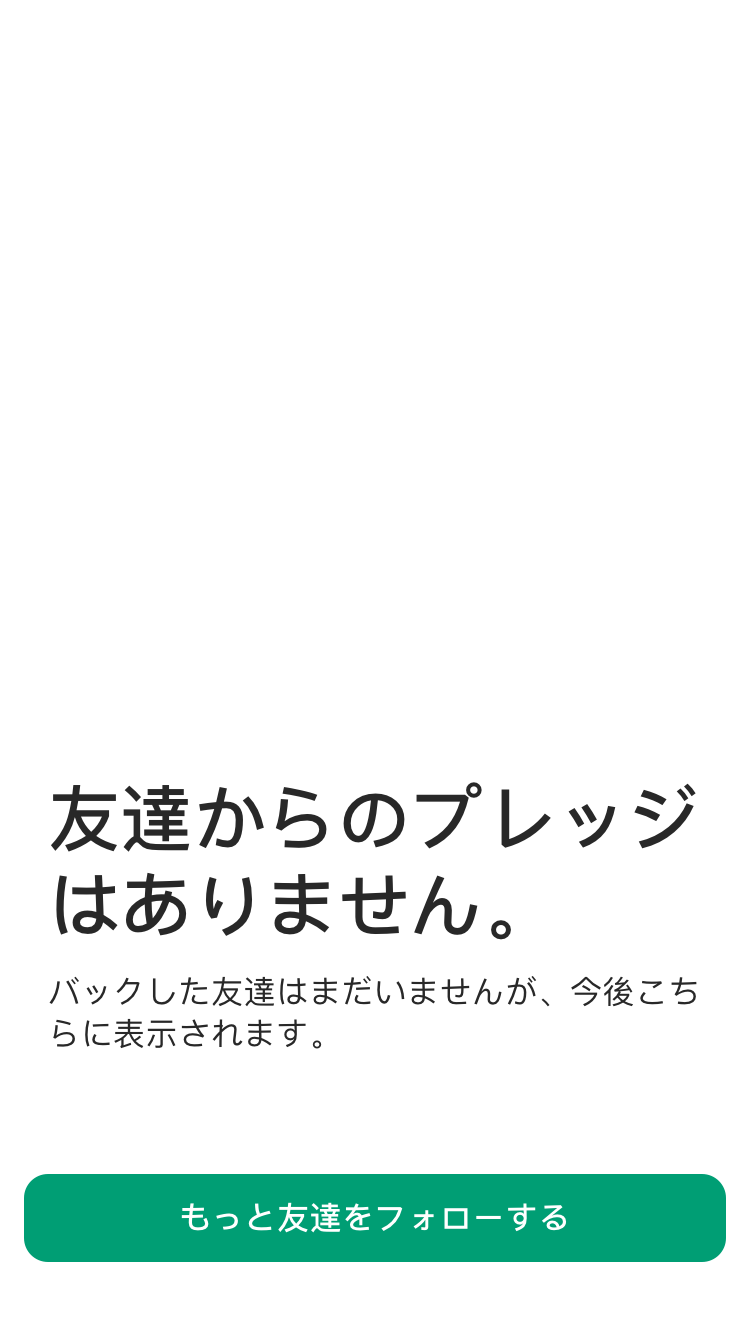 友達からのプレッジ
はありません。
バックした友達はまだいませんが、今後こち
らに表示されます。
もっと友達をフォローする